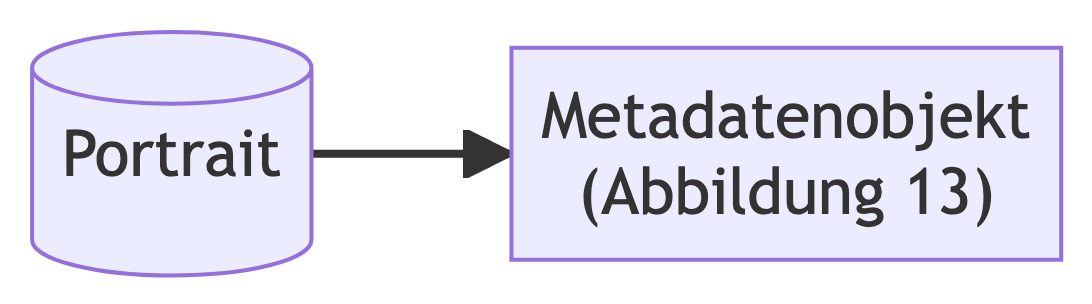 Portrait
Metadatenobjekt
(Abbildung 13)